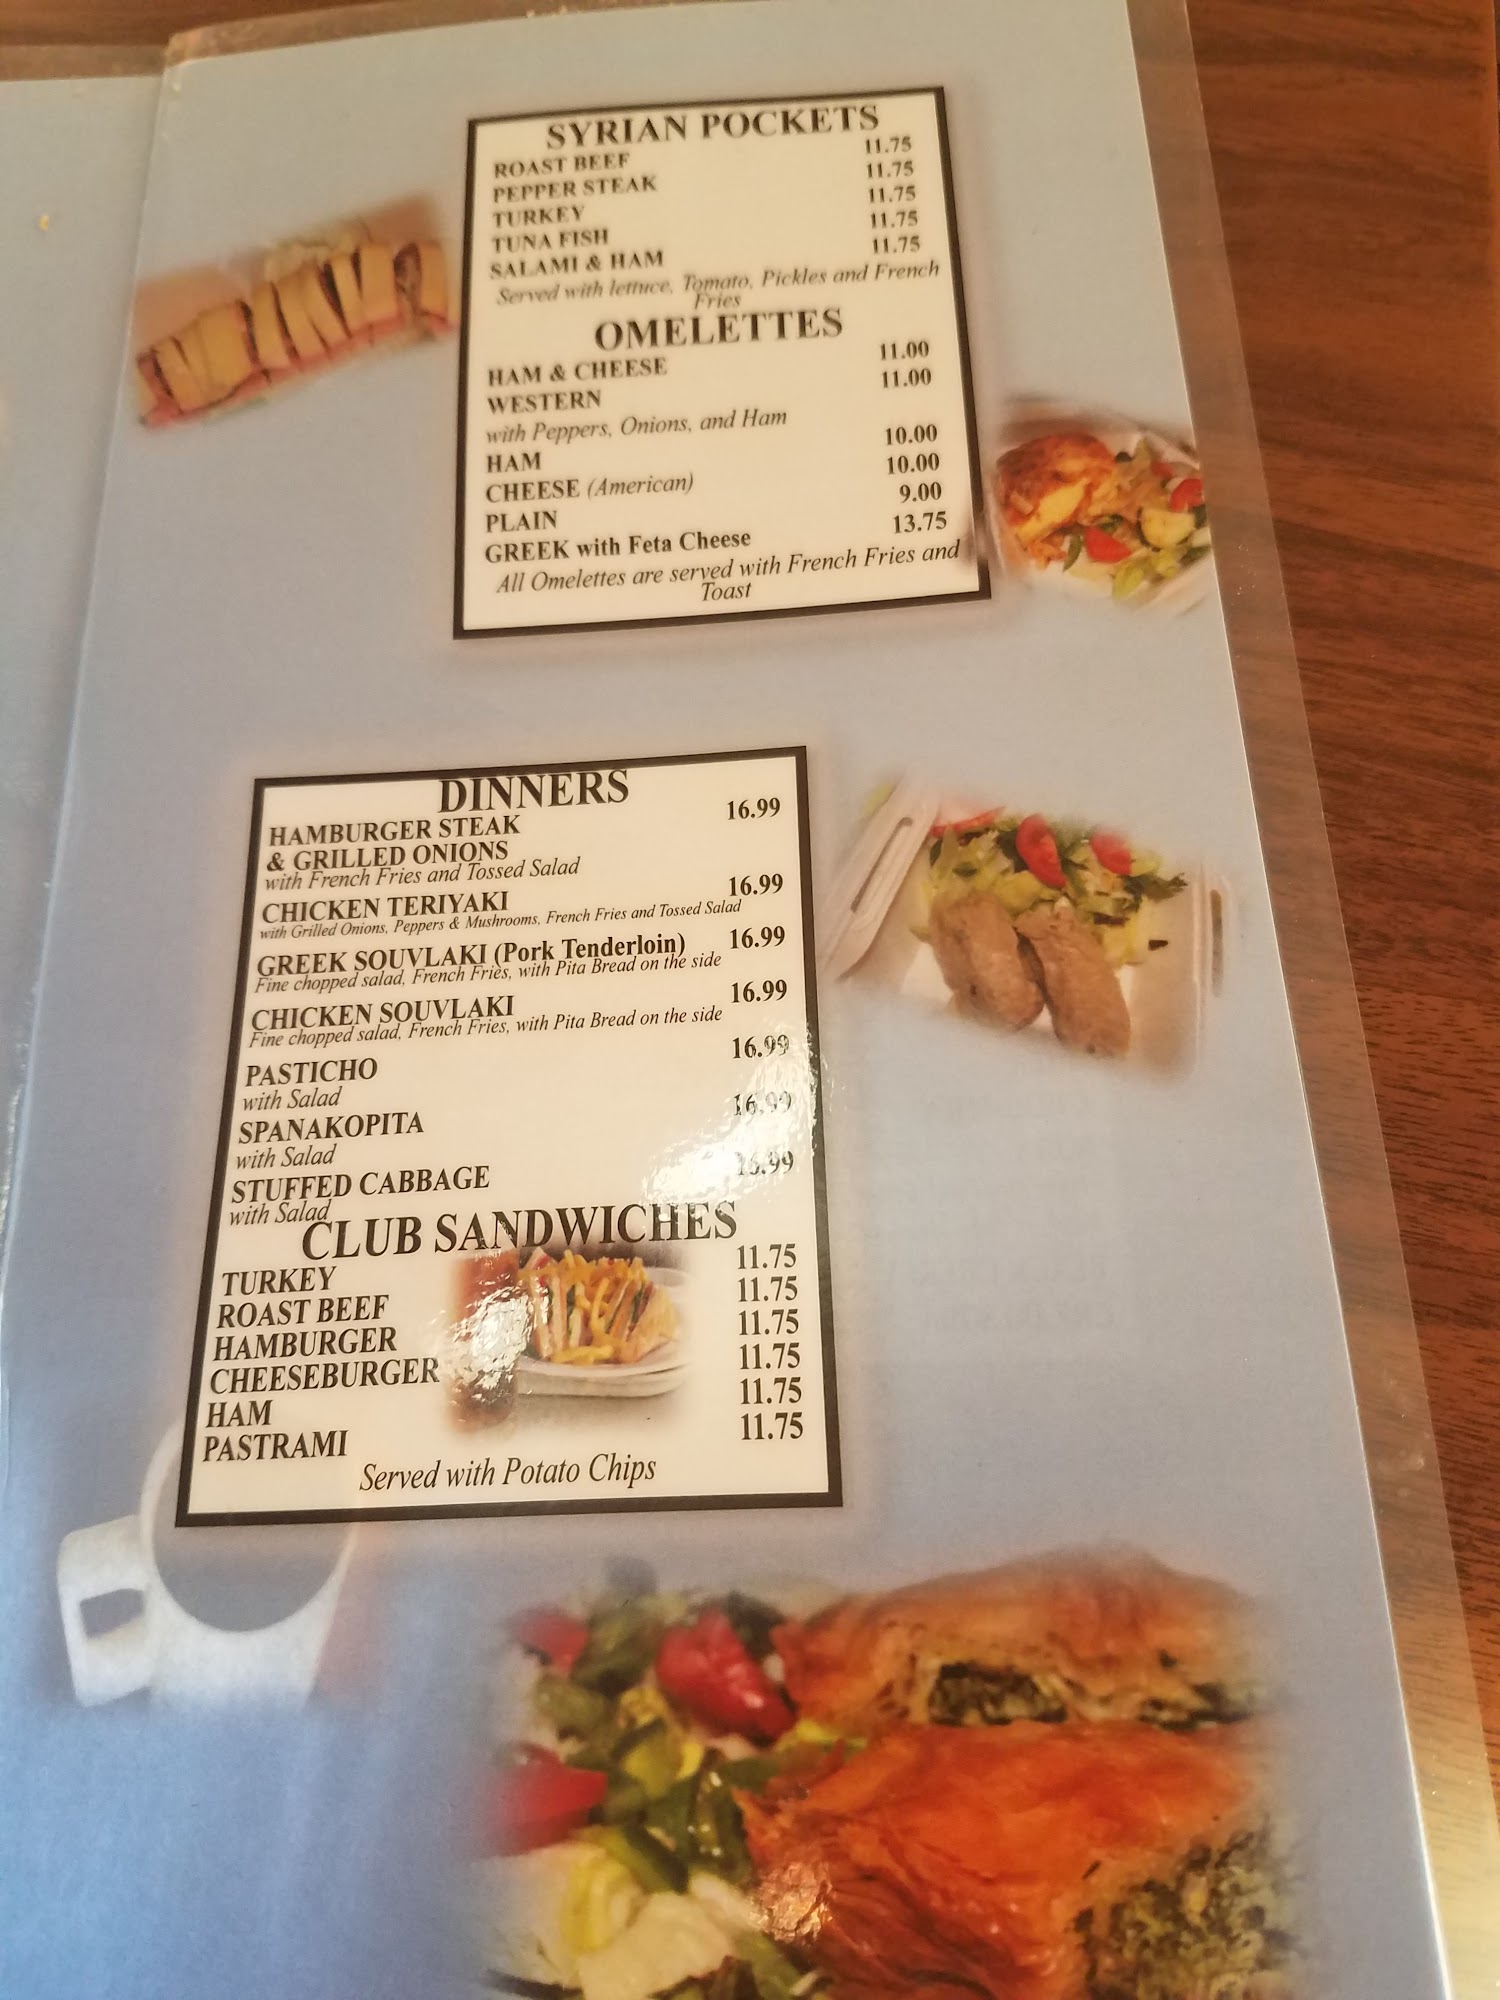 SYRIAN POCKETS
ROAST BEEF 11.75
PEPPER STEAK 11.75
TURKEY 11.75
TUNA FISH 11.75
SALAMI & HAM 11.75
Served with lettuce, Tomato, Pickles and French
Fries
OMELETTES
HAM & CHEESE 11.00
WESTERN 11.00
with Peppers, Onions, and Ham
HAM 10.00
CHEESE (American) 10.00
PLAIN 9.00
GREEK with Feta Cheese 13.75
All Omelettes are served with French Fries and
Toast
DINNERS
HAMBURGER STEAK 16.99
& GRILLED ONIONS
with French Fries and Tossed Salad
CHICKEN TERIYAKI 16.99
with Grilled Onions, Peppers & Mushrooms, French Fries and Tossed Salad
GREEK SOUVLAKI (Pork Tenderloin) 16.99
Fine chopped salad, French Fries, with Pita Bread on the side
CHICKEN SOUVLAKI 16.99
Fine chopped salad, French Fries, with Pita Bread on the side
PASTICHO 16.99
with Salad
SPANAKOPITA 16.99
with Salad
STUFFED CABBAGE 16.99
with Salad
CLUB SANDWICHES
TURKEY 11.75
ROAST BEEF 11.75
HAMBURGER 11.75
CHEESEBURGER 11.75
HAM 11.75
PASTRAMI 11.75
Served with Potato Chips